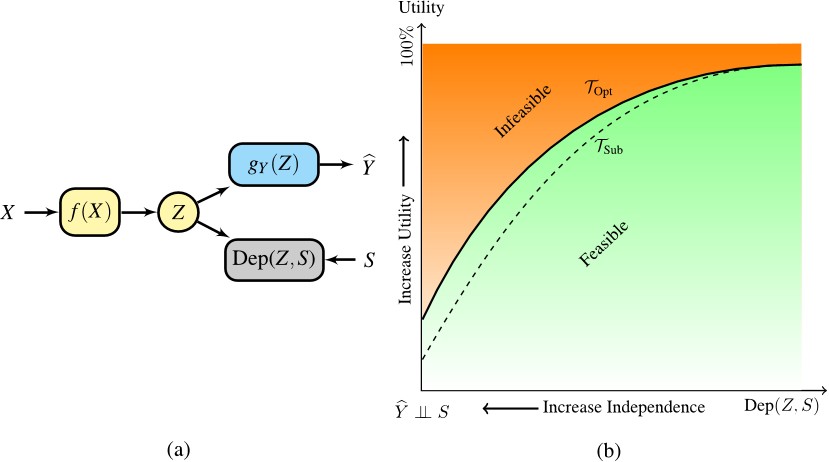 X
f(X)
Z
g_Y(Z)
Ŷ
Dep(Z, S)
S
(a)
Utility
100%
Increase Utility
Infeasible
𝒯_Opt
𝒯_Sub
Feasible
Ŷ ⫫ S
Increase Independence
Dep(Z, S)
(b)